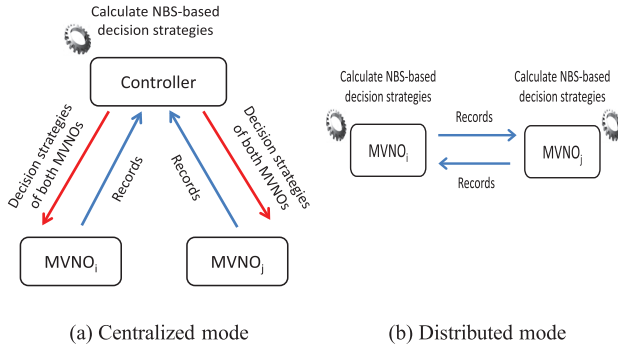 Calculate NBS-based
decision strategies
Controller
Decision strategies
of both MVNOs
Records
Records
Decision strategies
of both MVNOs
MVNOi
MVNOj
(a) Centralized mode
Calculate NBS-based
decision strategies
Calculate NBS-based
decision strategies
Records
MVNOi
MVNOj
Records
(b) Distributed mode